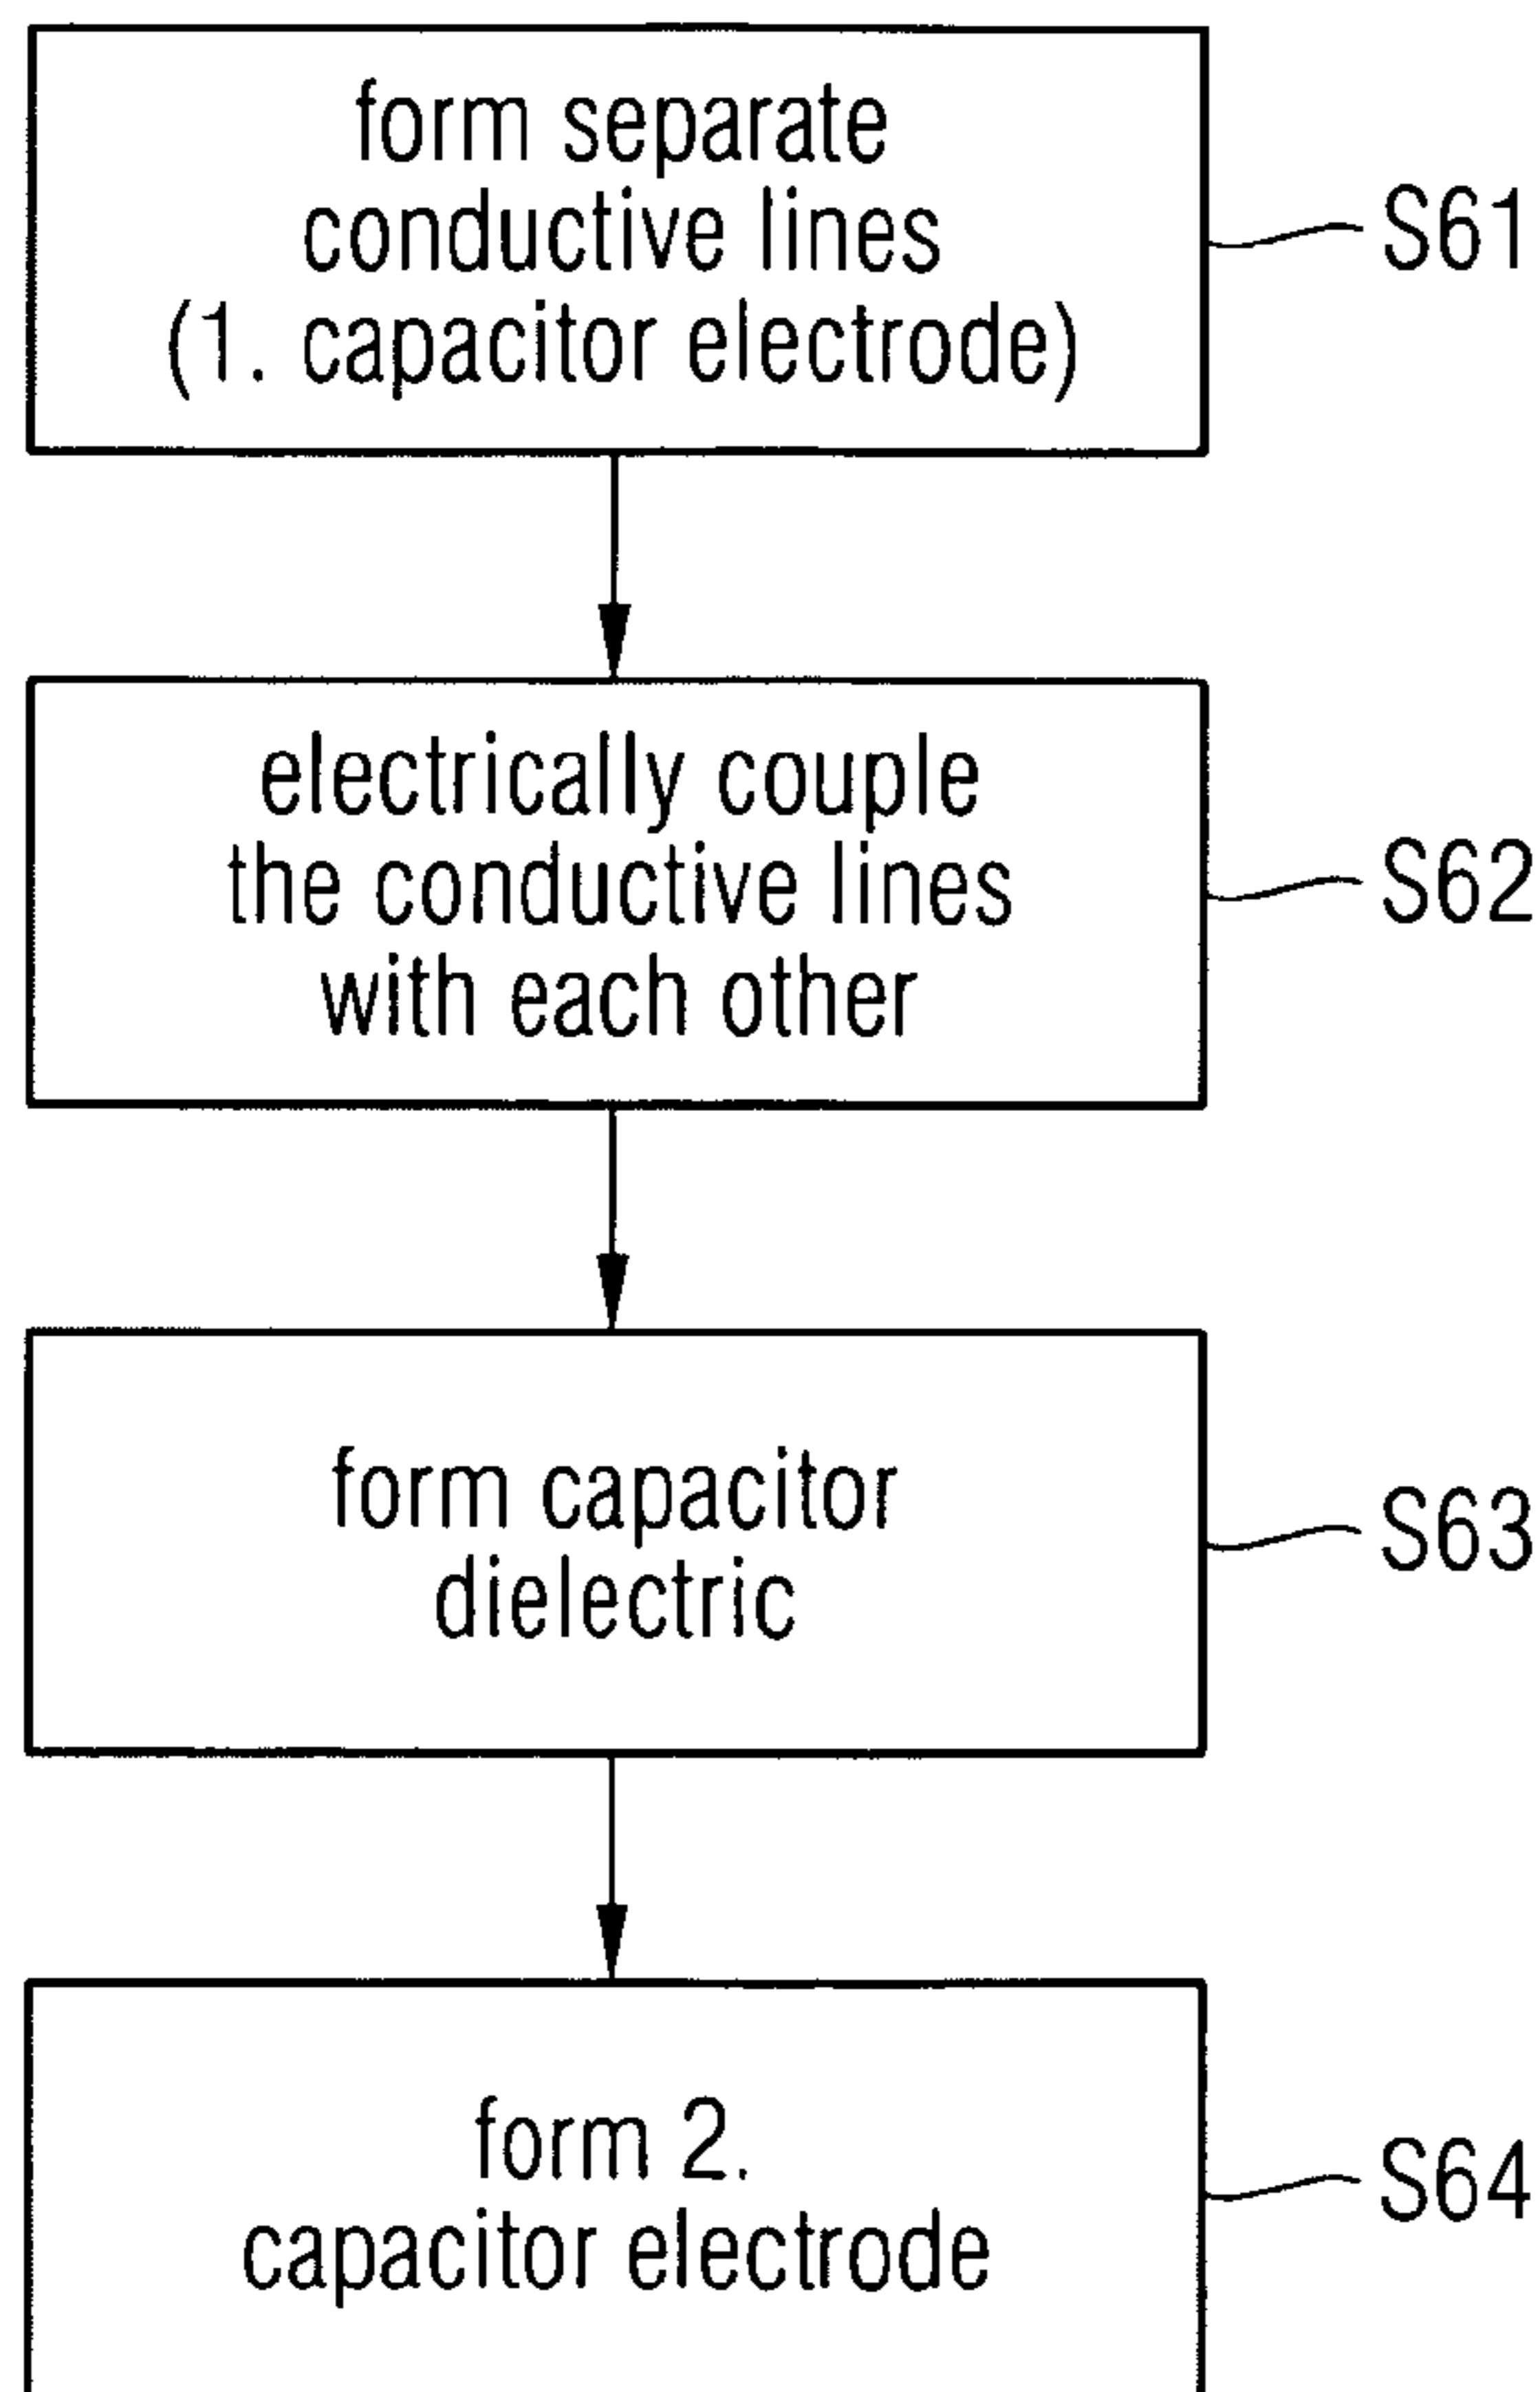 form separate
conductive lines
(1. capacitor electrode)
S61
electrically couple
the conductive lines
with each other
S62
form capacitor
dielectric
S63
form 2.
capacitor electrode
S64